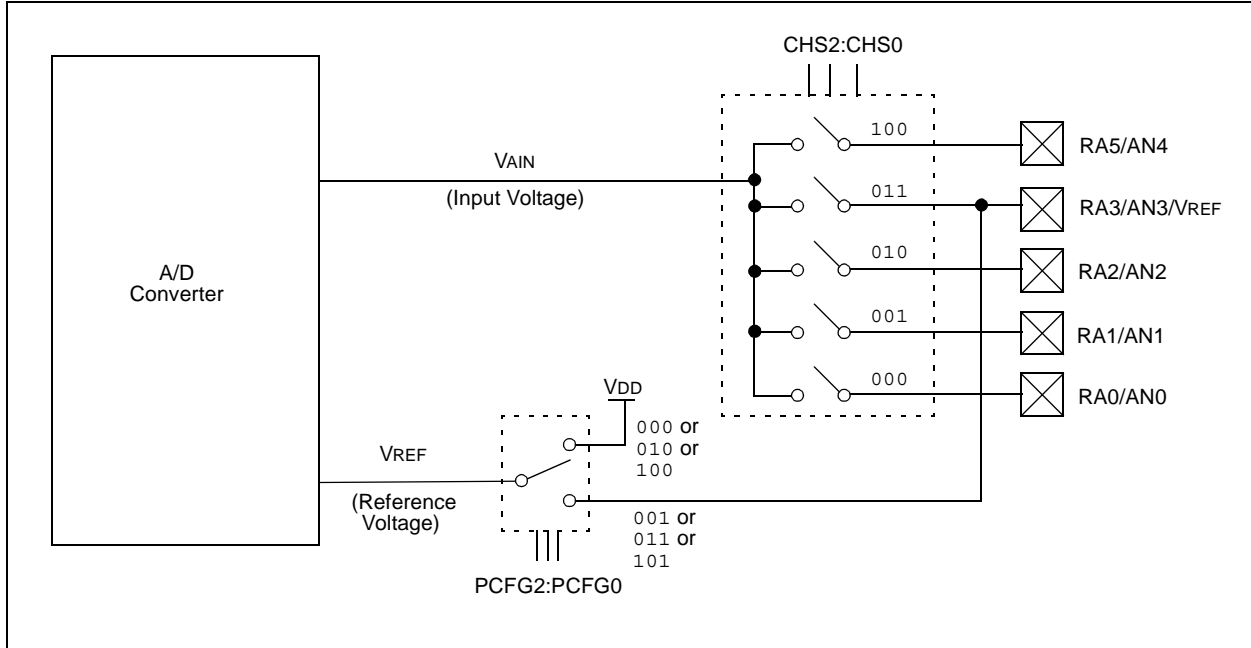 CHS2:CHS0
100
RA5/AN4
VAIN
(Input Voltage)
011
RA3/AN3/VREF
010
RA2/AN2
A/D
Converter
001
RA1/AN1
000
RA0/AN0
VDD
000 or
010 or
100
VREF
(Reference
Voltage)
001 or
011 or
101
PCFG2:PCFG0